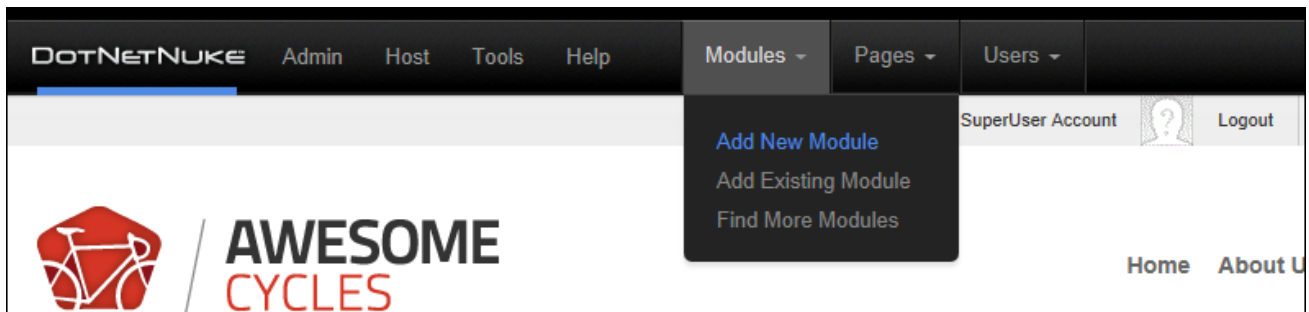 DOTNETNUKE Admin Host Tools Help Modules Pages Users
SuperUser Account Logout
Add New Module
Add Existing Module
Find More Modules
AWESOME
CYCLES
Home About U